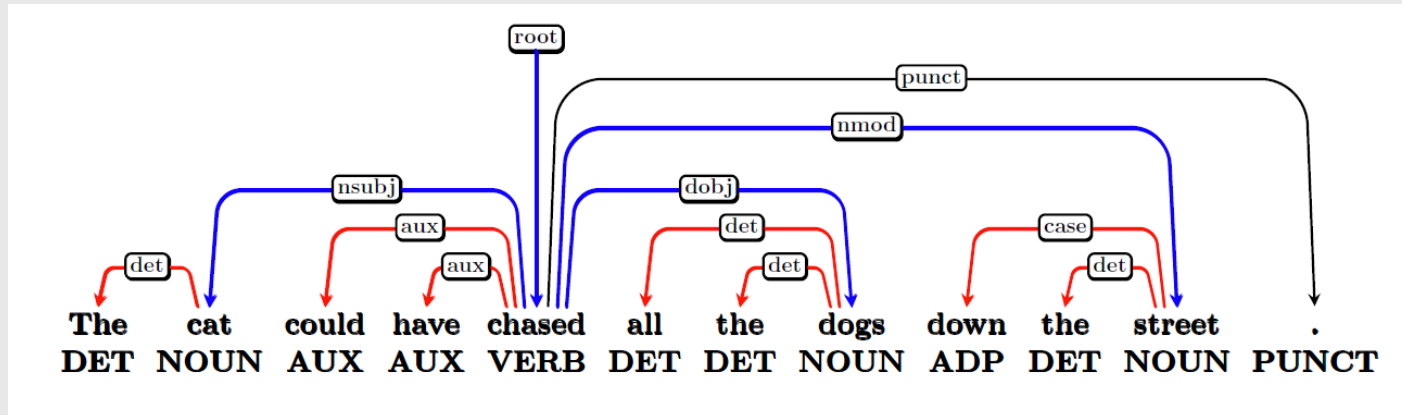 root
punct
nmod
nsubj dobj
aux det case
det aux det det
The cat could have chased all the dogs down the street .
DET NOUN AUX AUX VERB DET DET NOUN ADP DET NOUN PUNCT